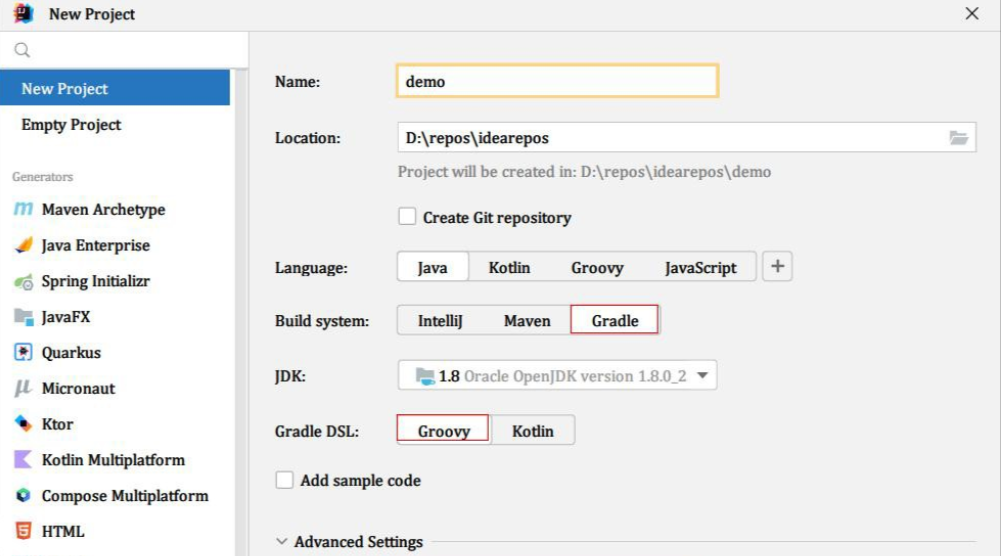 New Project
New Project
Empty Project
Generators
Maven Archetype
Java Enterprise
Spring Initializr
JavaFX
Quarkus
Micronaut
Ktor
Kotlin Multiplatform
Compose Multiplatform
HTML
Name: demo
Location: D:\repos\idearepos
Project will be created in: D:\repos\idearepos\demo
Create Git repository
Language: Java Kotlin Groovy JavaScript +
Build system: IntelliJ Maven Gradle
JDK: 1.8 Oracle OpenJDK version 1.8.0_2
Gradle DSL: Groovy Kotlin
Add sample code
Advanced Settings